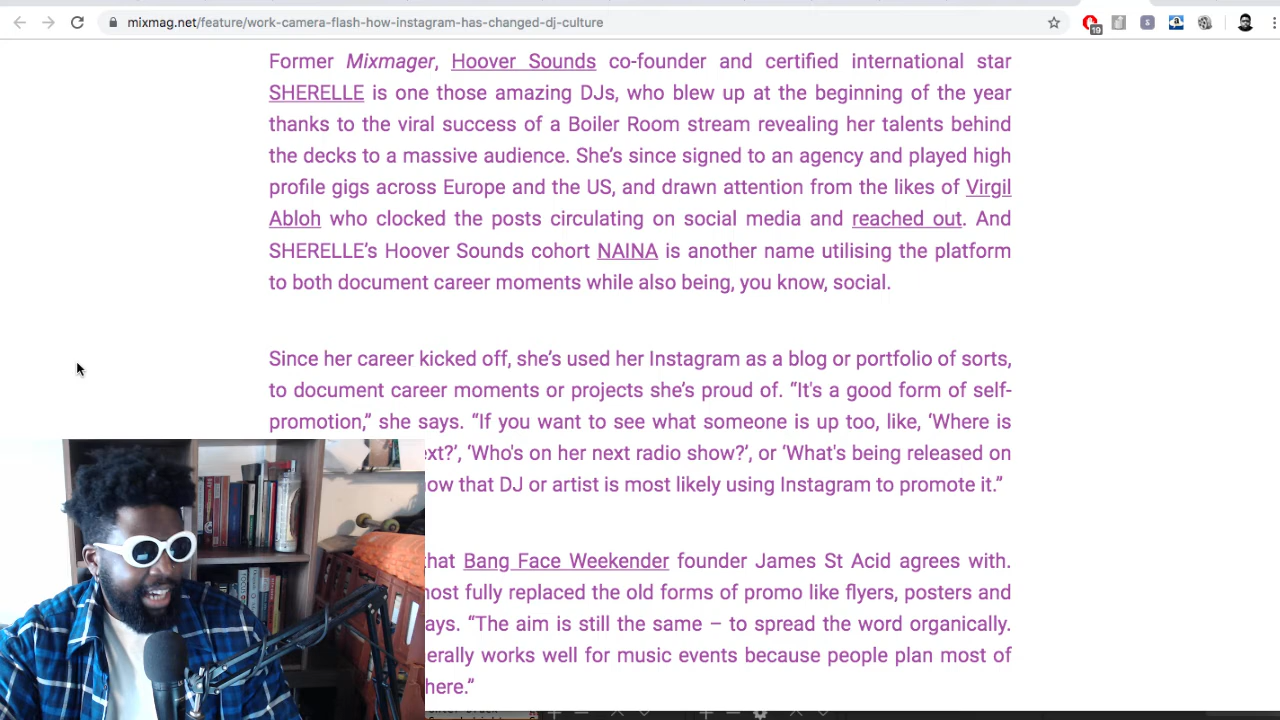 mixmag.net/feature/work-camera-flash-how-instagram-has-changed-dj-culture
19
Former Mixmager, Hoover Sounds co-founder and certified international star
SHERELLE is one those amazing DJs, who blew up at the beginning of the year
thanks to the viral success of a Boiler Room stream revealing her talents behind
the decks to a massive audience. She’s since signed to an agency and played high
profile gigs across Europe and the US, and drawn attention from the likes of Virgil
Abloh who clocked the posts circulating on social media and reached out. And
SHERELLE’s Hoover Sounds cohort NAINA is another name utilising the platform
to both document career moments while also being, you know, social.
Since her career kicked off, she’s used her Instagram as a blog or portfolio of sorts,
to document career moments or projects she’s proud of. “It's a good form of self-
promotion,” she says. “If you want to see what someone is up too, like, ‘Where is
ext?’, ‘Who's on her next radio show?’, or ‘What's being released on
ow that DJ or artist is most likely using Instagram to promote it.”
hat Bang Face Weekender founder James St Acid agrees with.
ost fully replaced the old forms of promo like flyers, posters and
ays. “The aim is still the same – to spread the word organically.
erally works well for music events because people plan most of
here.”